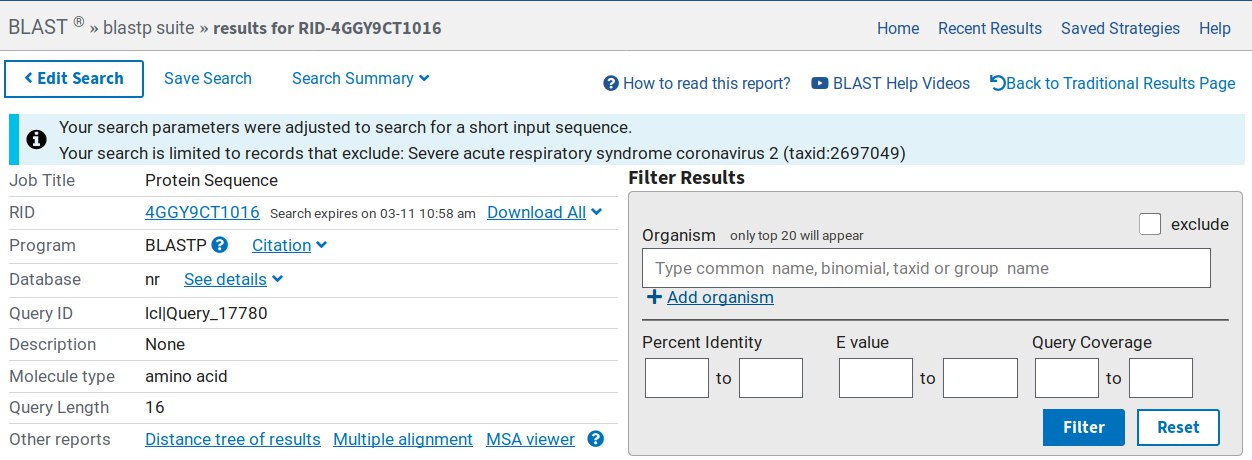 BLAST ® » blastp suite » results for RID-4GGY9CT1016
Home Recent Results Saved Strategies Help
Edit Search Save Search Search Summary
How to read this report? BLAST Help Videos Back to Traditional Results Page
Your search parameters were adjusted to search for a short input sequence.
Your search is limited to records that exclude: Severe acute respiratory syndrome coronavirus 2 (taxid:2697049)
Job Title Protein Sequence
RID 4GGY9CT1016 Search expires on 03-11 10:58 am Download All
Program BLASTP ? Citation
Database nr See details
Query ID lcl|Query_17780
Description None
Molecule type amino acid
Query Length 16
Other reports Distance tree of results Multiple alignment MSA viewer ?
Filter Results
exclude
Organism only top 20 will appear
Type common name, binomial, taxid or group name
Add organism
Percent Identity E value Query Coverage
to to to
Filter Reset